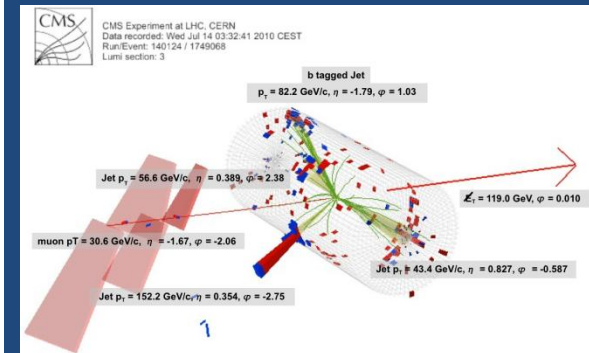 CMS
CMS Experiment at LHC, CERN
Data recorded: Wed Jul 14 03:32:41 2010 CEST
Run/Event: 140124 / 1749068
Lumi section: 3
b tagged Jet
pT = 82.2 GeV/c, η = -1.79, φ = 1.03
Jet pT = 56.6 GeV/c, η = 0.389, φ = 2.38
E̸T = 119.0 GeV, φ = 0.010
muon pT = 30.6 GeV/c, η = -1.67, φ = -2.06
Jet pT = 43.4 GeV/c, η = 0.827, φ = -0.587
Jet pT = 152.2 GeV/c, η = 0.354, φ = -2.75